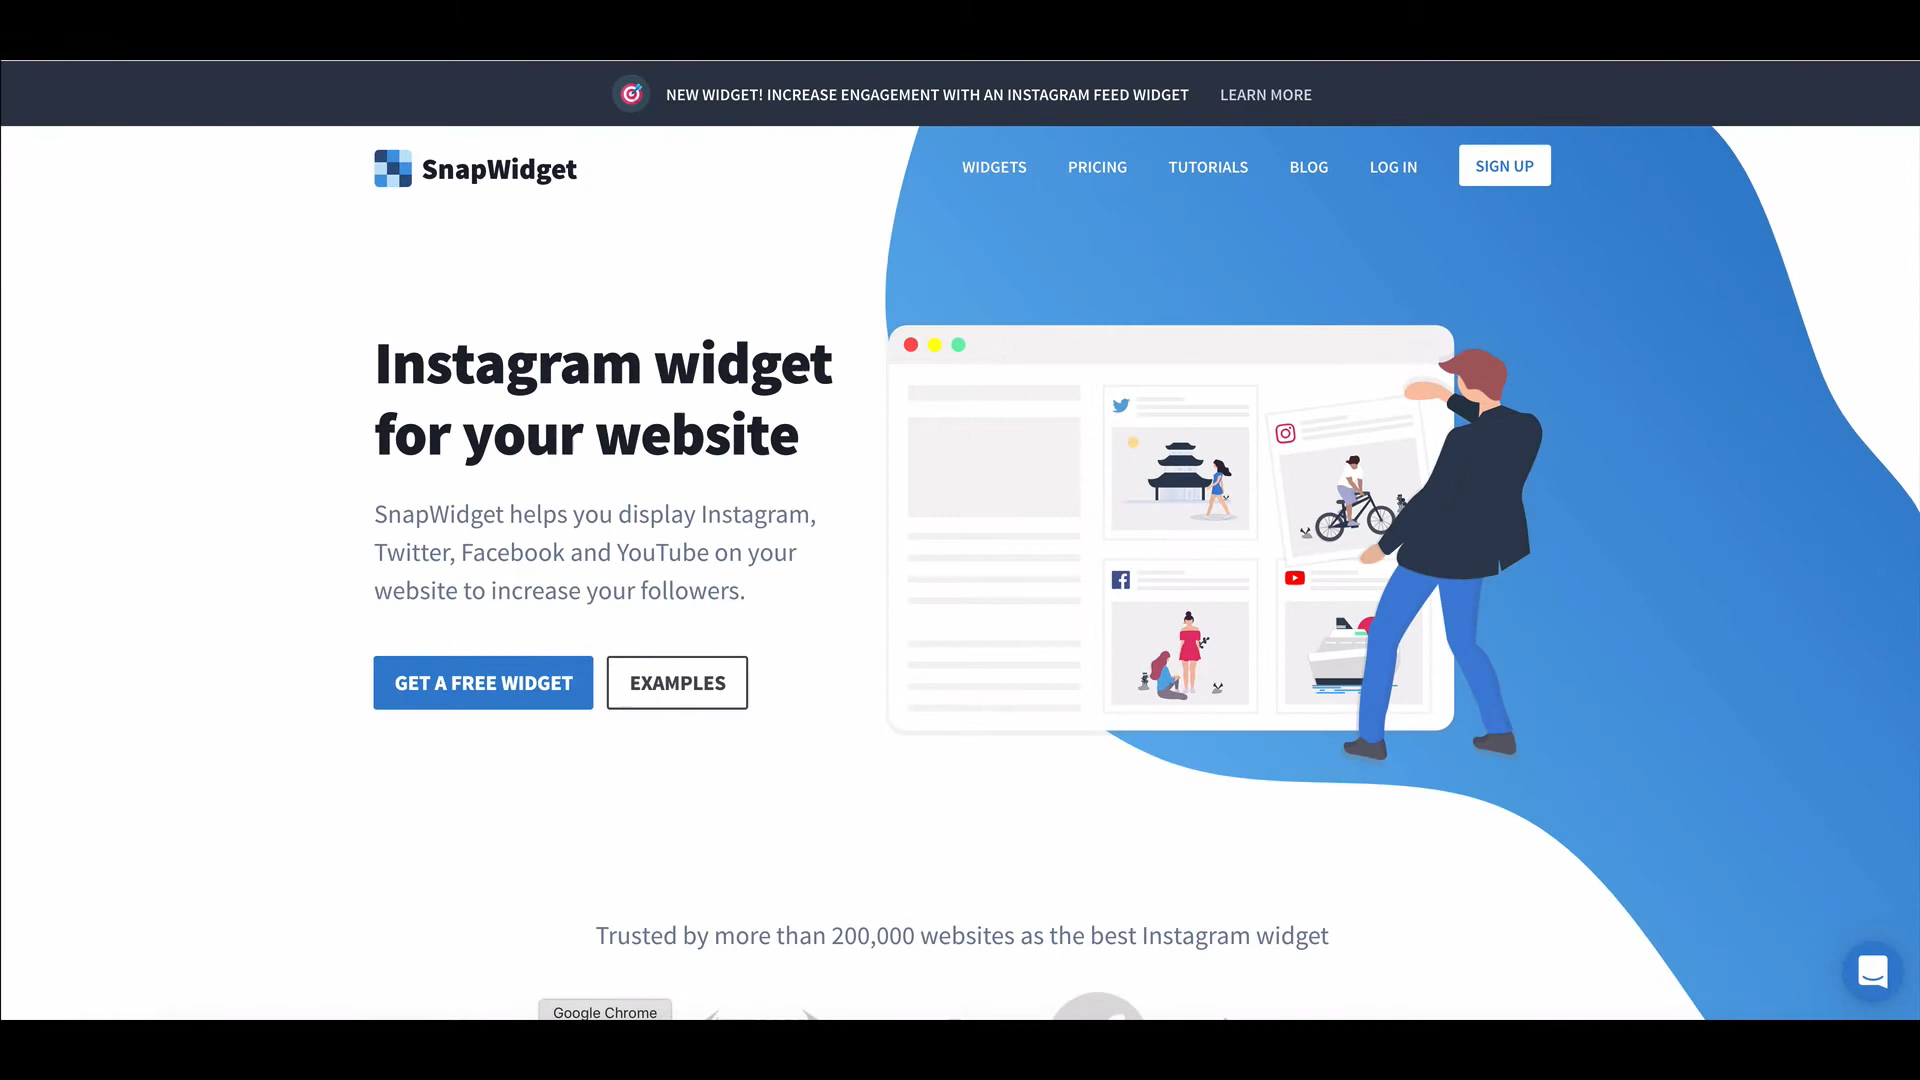 NEW WIDGET! INCREASE ENGAGEMENT WITH AN INSTAGRAM FEED WIDGET LEARN MORE
SnapWidget WIDGETS PRICING TUTORIALS BLOG LOG IN SIGN UP
Instagram widget
for your website
SnapWidget helps you display Instagram,
Twitter, Facebook and YouTube on your
website to increase your followers.
GET A FREE WIDGET EXAMPLES
Trusted by more than 200,000 websites as the best Instagram widget
Google Chrome